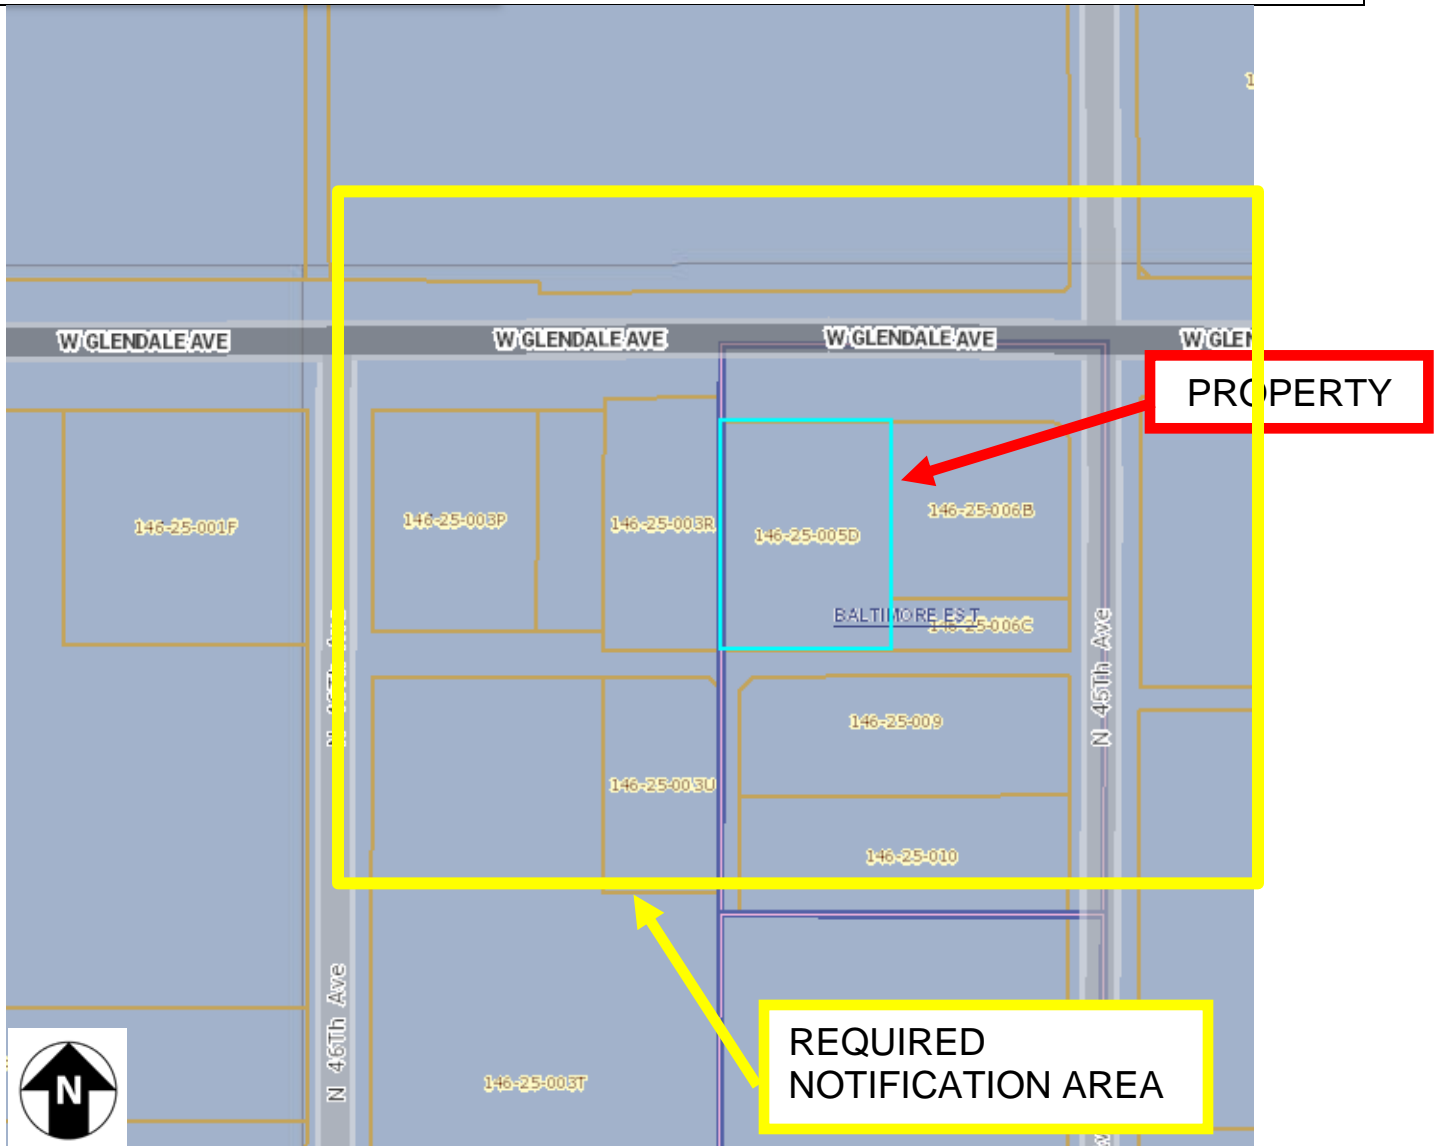 W GLENDALE AVE
W GLENDALE AVE
W GLENDALE AVE
W GLEN
PROPERTY
146-25-001F
146-25-003P
146-25-003R
146-25-005D
146-25-006B
BALTIMORE EST
146-25-006C
N 46Th Ave
N 45Th Ave
146-25-009
146-25-003U
146-25-010
N 46Th Ave
146-25-003T
REQUIRED
NOTIFICATION AREA
N